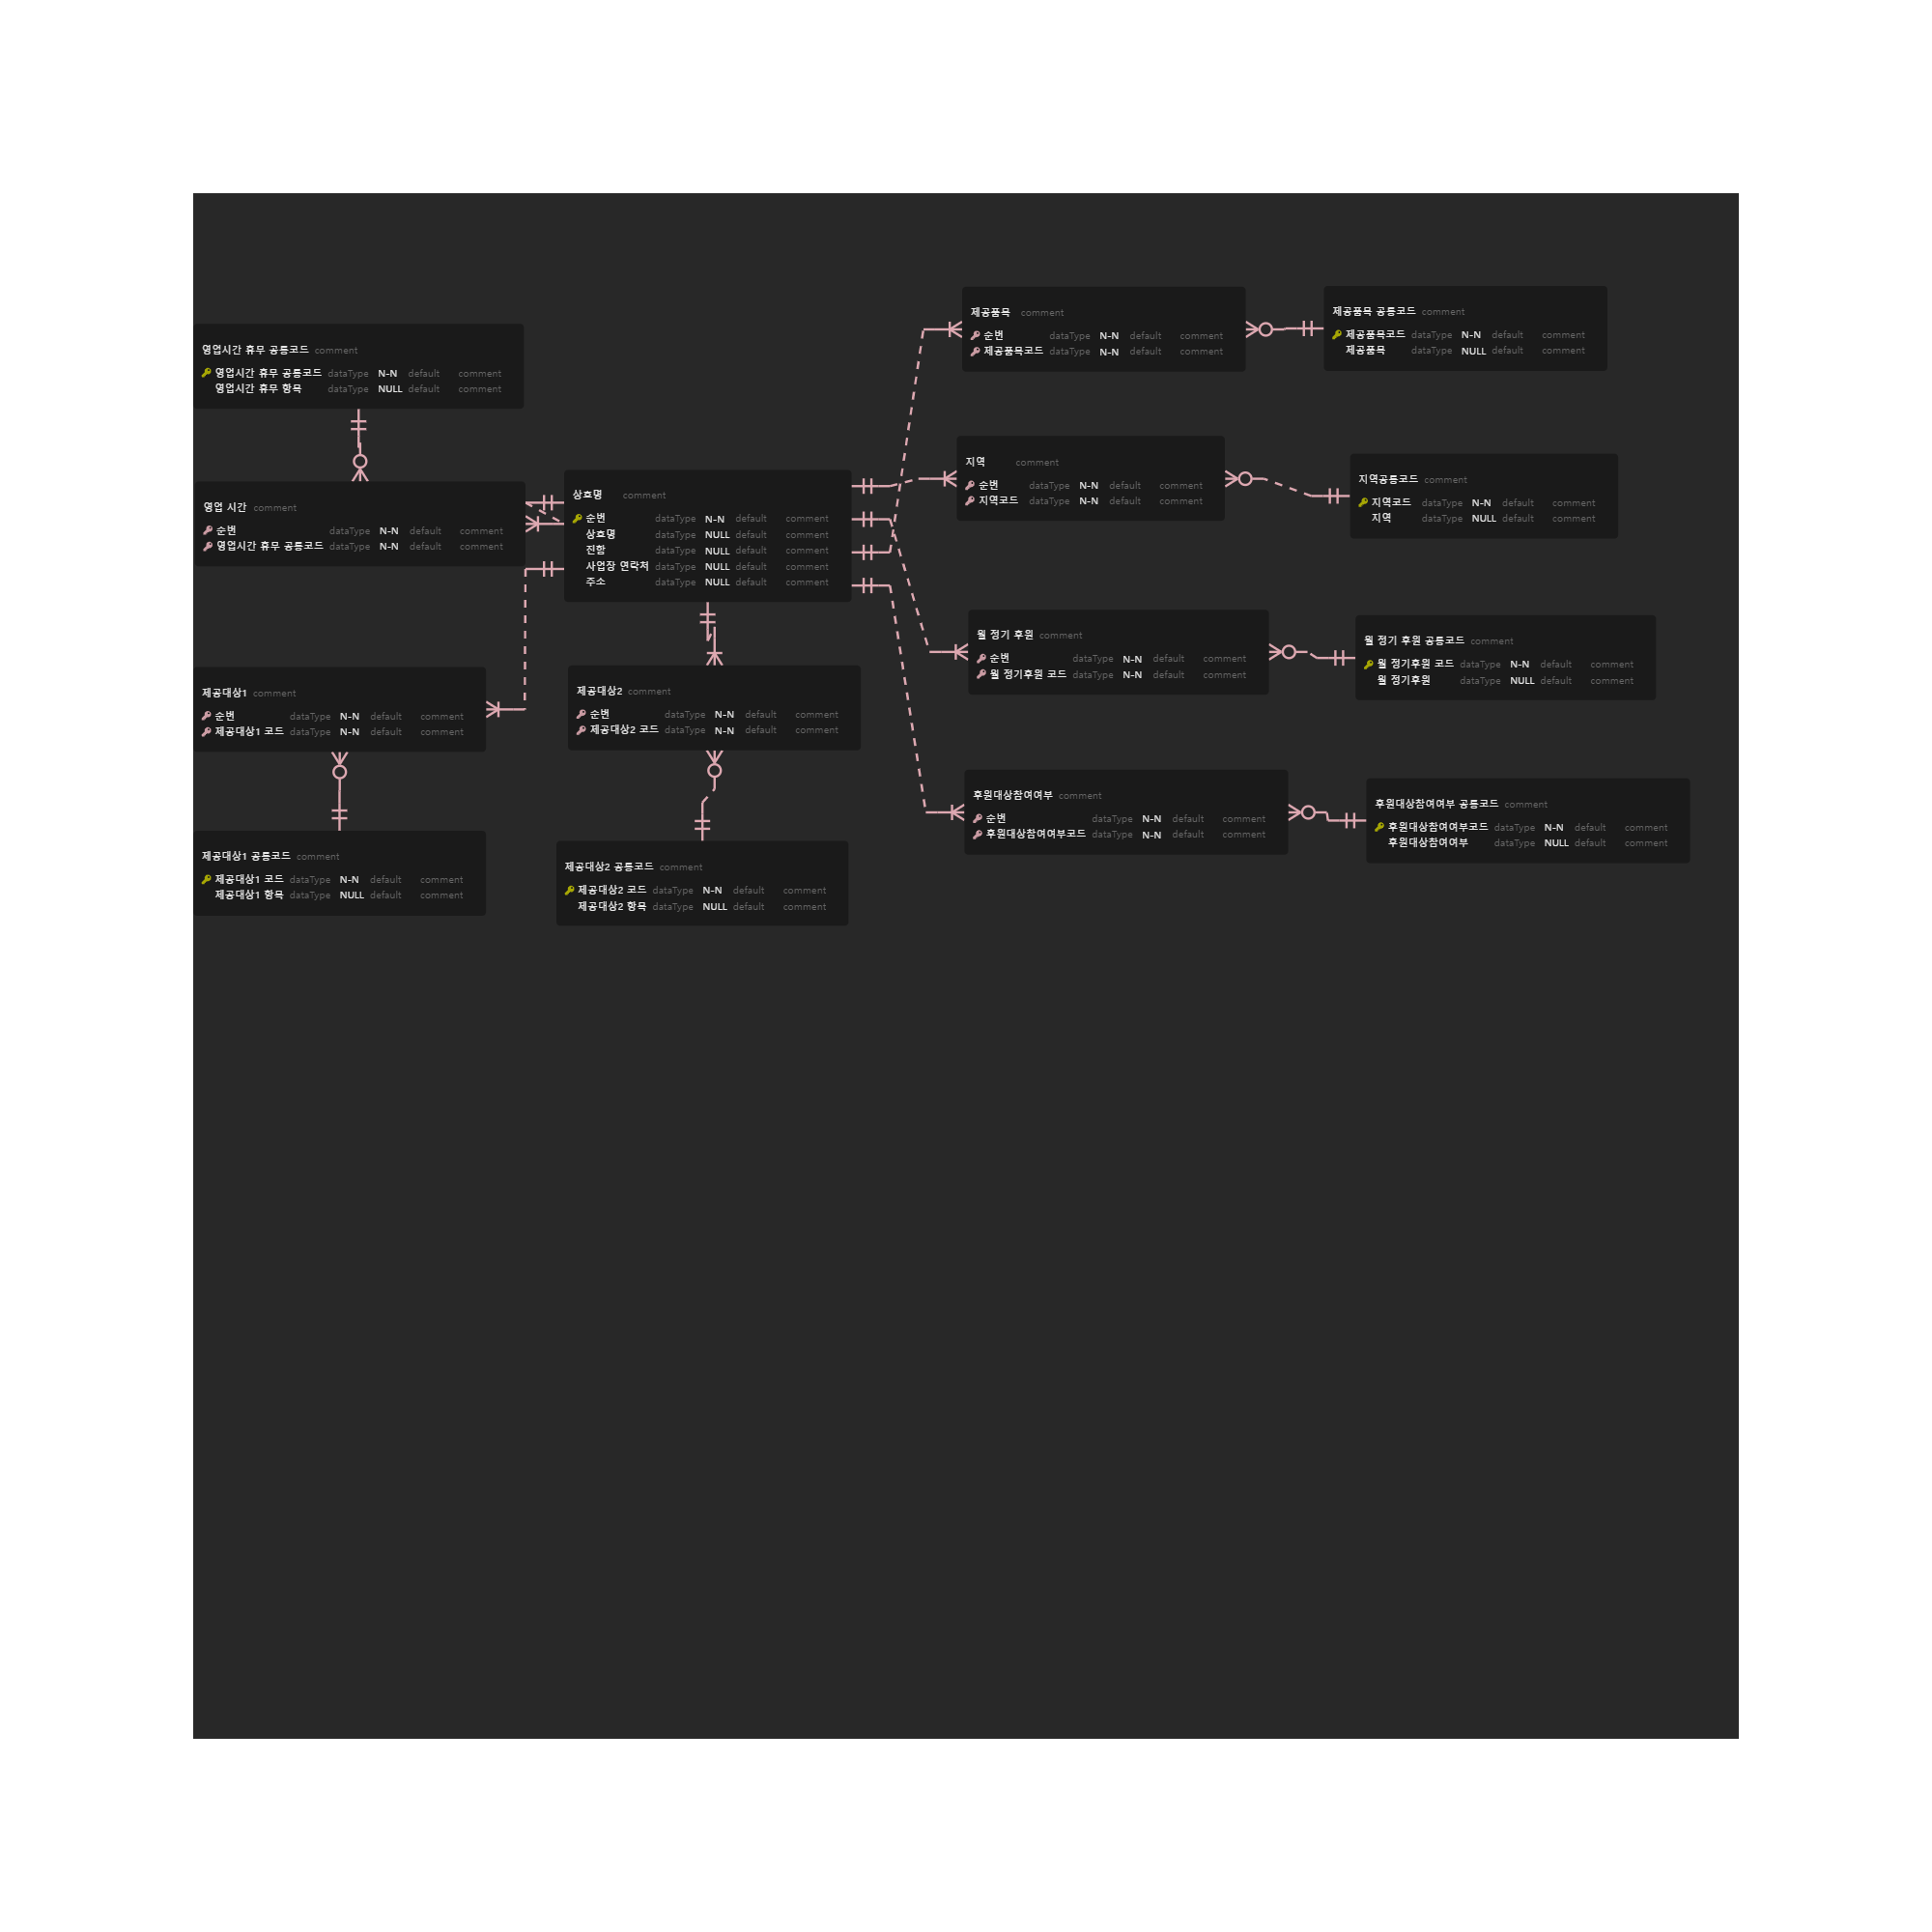 제공품목 comment
순번 dataType N-N default comment
제공품목코드 dataType N-N default comment
제공품목 공통코드 comment
제공품목코드 dataType N-N default comment
제공품목 dataType NULL default comment
영업시간 휴무 공통코드 comment
영업시간 휴무 공통코드 dataType N-N default comment
영업시간 휴무 항목 dataType NULL default comment
지역 comment
순번 dataType N-N default comment
지역코드 dataType N-N default comment
지역공통코드 comment
지역코드 dataType N-N default comment
지역 dataType NULL default comment
영업 시간 comment
순번 dataType N-N default comment
영업시간 휴무 공통코드 dataType N-N default comment
상호명 comment
순번 dataType N-N default comment
상호명 dataType NULL default comment
진함 dataType NULL default comment
사업장 연락처 dataType NULL default comment
주소 dataType NULL default comment
월 정기 후원 comment
순번 dataType N-N default comment
월 정기후원 코드 dataType N-N default comment
월 정기 후원 공통코드 comment
월 정기후원 코드 dataType N-N default comment
월 정기후원 dataType NULL default comment
제공대상1 comment
순번 dataType N-N default comment
제공대상1 코드 dataType N-N default comment
제공대상2 comment
순번 dataType N-N default comment
제공대상2 코드 dataType N-N default comment
후원대상참여여부 comment
순번 dataType N-N default comment
후원대상참여여부코드 dataType N-N default comment
후원대상참여여부 공통코드 comment
후원대상참여여부코드 dataType N-N default comment
후원대상참여여부 dataType NULL default comment
제공대상1 공통코드 comment
제공대상1 코드 dataType N-N default comment
제공대상1 항목 dataType NULL default comment
제공대상2 공통코드 comment
제공대상2 코드 dataType N-N default comment
제공대상2 항목 dataType NULL default comment